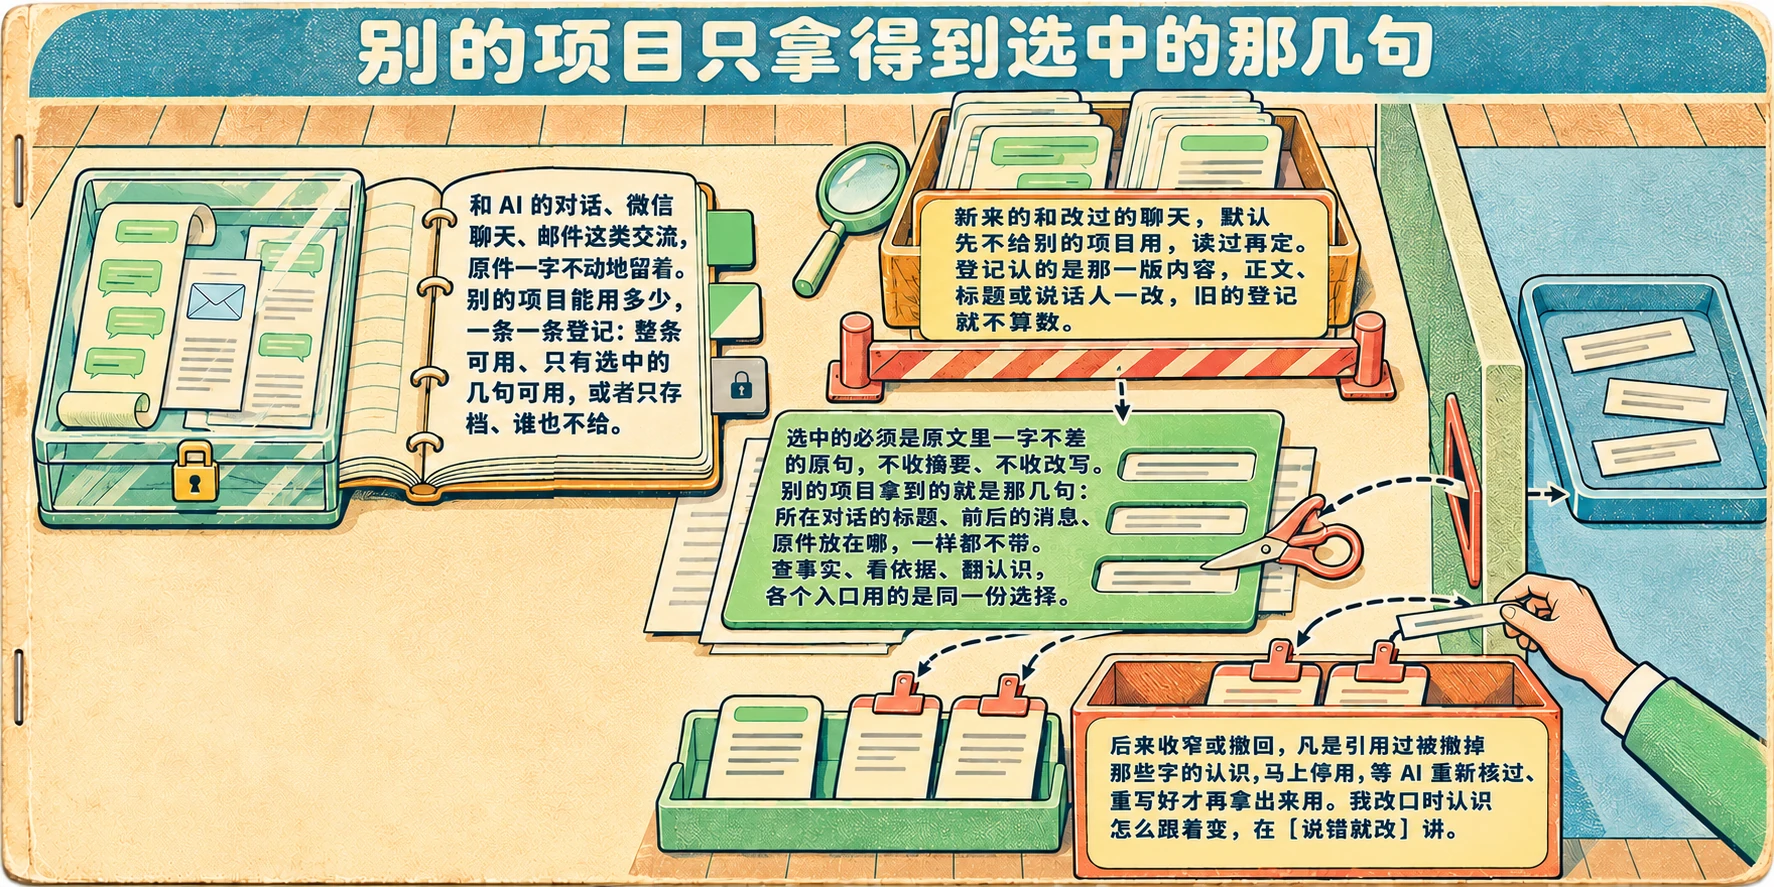 别的项目只拿得到选中的那几句
和 AI 的对话、微信
聊天、邮件这类交流，
原件一字不动地留着。
别的项目能用多少，
一条一条登记：整条
可用、只有选中的
几句可用，或者只存
档、谁也不给。
新来的和改过的聊天，默认
先不给别的项目用，读过再定。
登记认的是那一版内容，正文、
标题或说话人一改，旧的登记
就不算数。
选中的必须是原文里一字不差
的原句，不收摘要、不收改写。
别的项目拿到的就是那几句：
所在对话的标题、前后的消息、
原件放在哪，一样都不带。
查事实、看依据、翻认识，
各个入口用的是同一份选择。
后来收窄或撤回，凡是引用过被撤掉
那些字的认识，马上停用，等 AI 重新核过、
重写好才再拿出来用。我改口时认识
怎么跟着变，在［说错就改］讲。